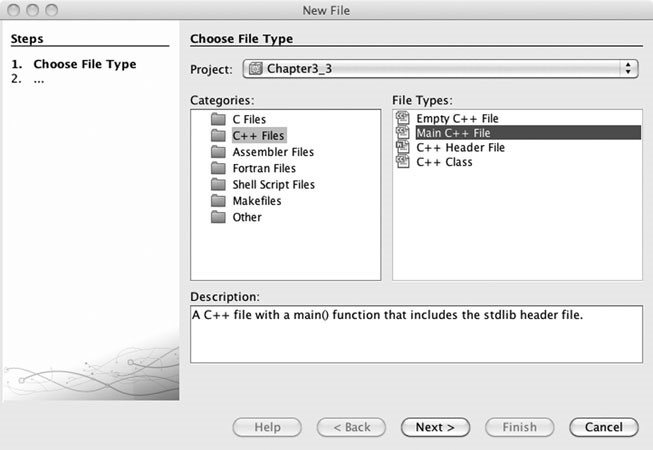 New File
Steps
1. Choose File Type
2. ...
Choose File Type
Project: Chapter3_3
Categories:
C Files
C++ Files
Assembler Files
Fortran Files
Shell Script Files
Makefiles
Other
File Types:
Empty C++ File
Main C++ File
C++ Header File
C++ Class
Description:
A C++ file with a main() function that includes the stdlib header file.
Help
< Back
Next >
Finish
Cancel